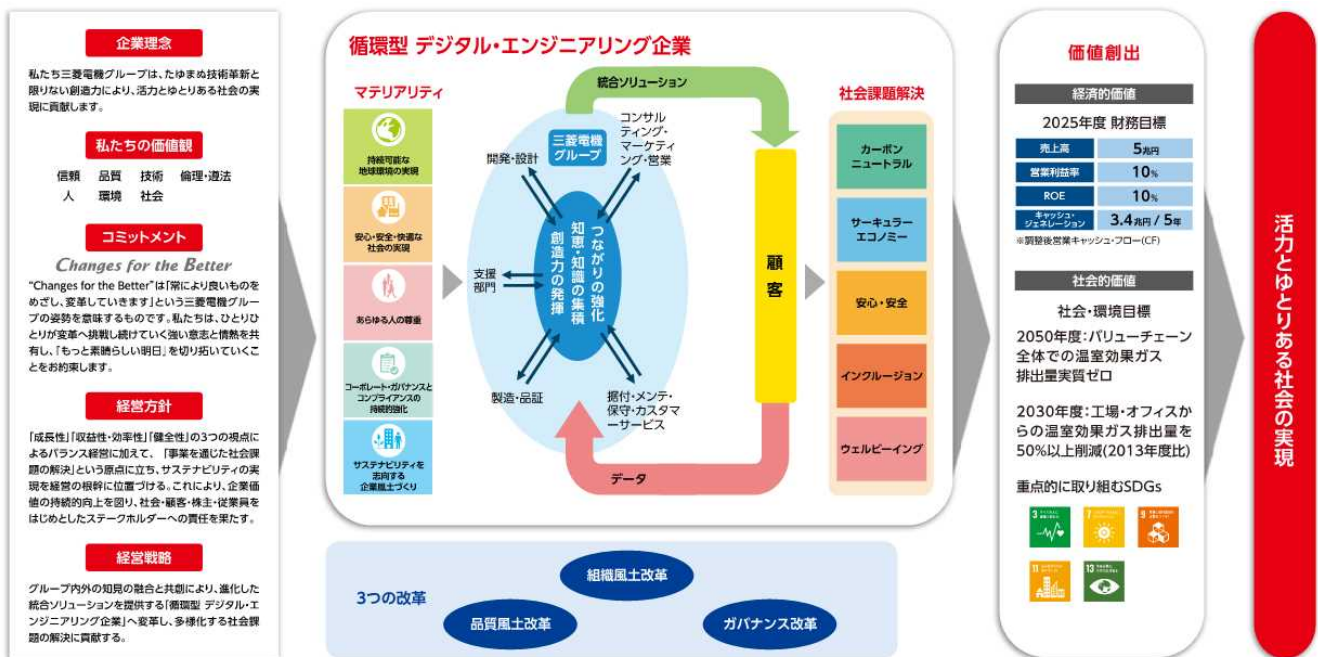 企業理念
私たち三菱電機グループは、たゆまぬ技術革新と
限りない創造力により、活力とゆとりある社会の実
現に貢献します。
私たちの価値観
信頼 品質 技術 倫理・遵法
人 環境 社会
コミットメント
Changes for the Better
"Changes for the Better"は「常により良いものを
めざし、変革していきます」という三菱電機グルー
プの姿勢を意味するものです。私たちは、ひとりひ
とりが変革へ挑戦し続けていく強い意志と情熱を共
有し、「もっと素晴らしい明日」を切り拓いていくこ
とをお約束します。
経営方針
「成長性」「収益性・効率性」「健全性」の3つの視点に
よるバランス経営に加えて、「事業を通じた社会課
題の解決」という原点に立ち、サステナビリティの実
現を経営の根幹に位置づける。これにより、企業価
値の持続的向上を図り、社会・顧客・株主・従業員を
はじめとしたステークホルダーへの責任を果たす。
経営戦略
グループ内外の知見の融合と共創により、進化した
統合ソリューションを提供する「循環型 デジタル・エ
ンジニアリング企業」へ変革し、多様化する社会課
題の解決に貢献する。
循環型 デジタル・エンジニアリング企業
マテリアリティ
持続可能な
地球環境の実現
安心・安全・快適な
社会の実現
あらゆる人の尊重
コーポレート・ガバナンスと
コンプライアンスの
持続的強化
サステナビリティを
志向する
企業風土づくり
統合ソリューション
三菱電機
グループ
コンサル
ティング・
マーケティ
ング・営業
開発・設計
つながりの強化
知恵・知識の集積
創造力の発揮
支援
部門
製造・品証
据付・メンテ・
保守・カスタマ
ーサービス
データ
顧客
社会課題解決
カーボン
ニュートラル
サーキュラー
エコノミー
安心・安全
インクルージョン
ウェルビーイング
3つの改革
組織風土改革
品質風土改革
ガバナンス改革
価値創出
経済的価値
2025年度 財務目標
売上高 5兆円
営業利益率 10%
ROE 10%
キャッシュ・
ジェネレーション 3.4兆円 / 5年
※調整後営業キャッシュ・フロー(CF)
社会的価値
社会・環境目標
2050年度:バリューチェーン
全体での温室効果ガス
排出量実質ゼロ
2030年度:工場・オフィスか
らの温室効果ガス排出量を
50%以上削減(2013年度比)
重点的に取り組むSDGs
3
7
9
11
13
活力とゆとりある社会の実現